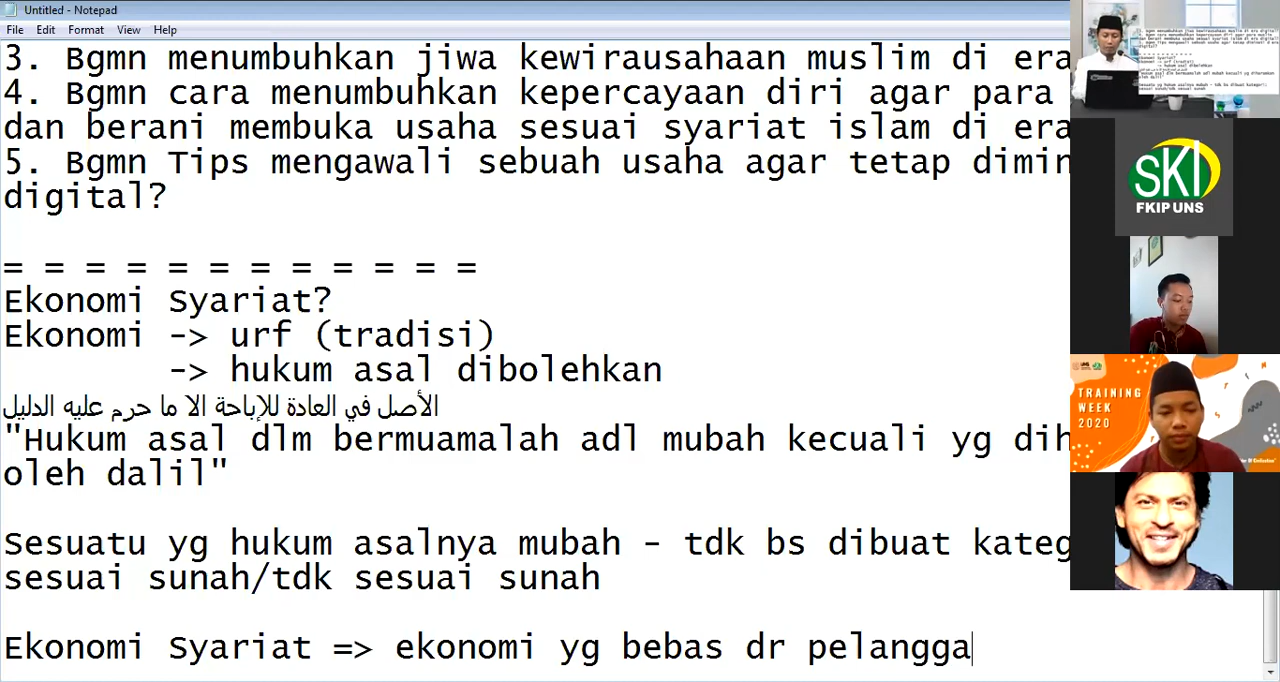 Untitled - Notepad
File Edit Format View Help
3. Bgmn menumbuhkan jiwa kewirausahaan muslim di era
4. Bgmn cara menumbuhkan kepercayaan diri agar para
dan berani membuka usaha sesuai syariat islam di era
5. Bgmn Tips mengawali sebuah usaha agar tetap dimin
digital?
= = = = = = = = = = = =
Ekonomi Syariat?
Ekonomi -> urf (tradisi)
-> hukum asal dibolehkan
الأصل في العادة للإباحة الا ما حرم عليه الدليل
"Hukum asal dlm bermuamalah adl mubah kecuali yg dih
oleh dalil"
Sesuatu yg hukum asalnya mubah - tdk bs dibuat kateg
sesuai sunah/tdk sesuai sunah
Ekonomi Syariat => ekonomi yg bebas dr pelangga
SKI
FKIP UNS
TRAINING
WEEK
2020